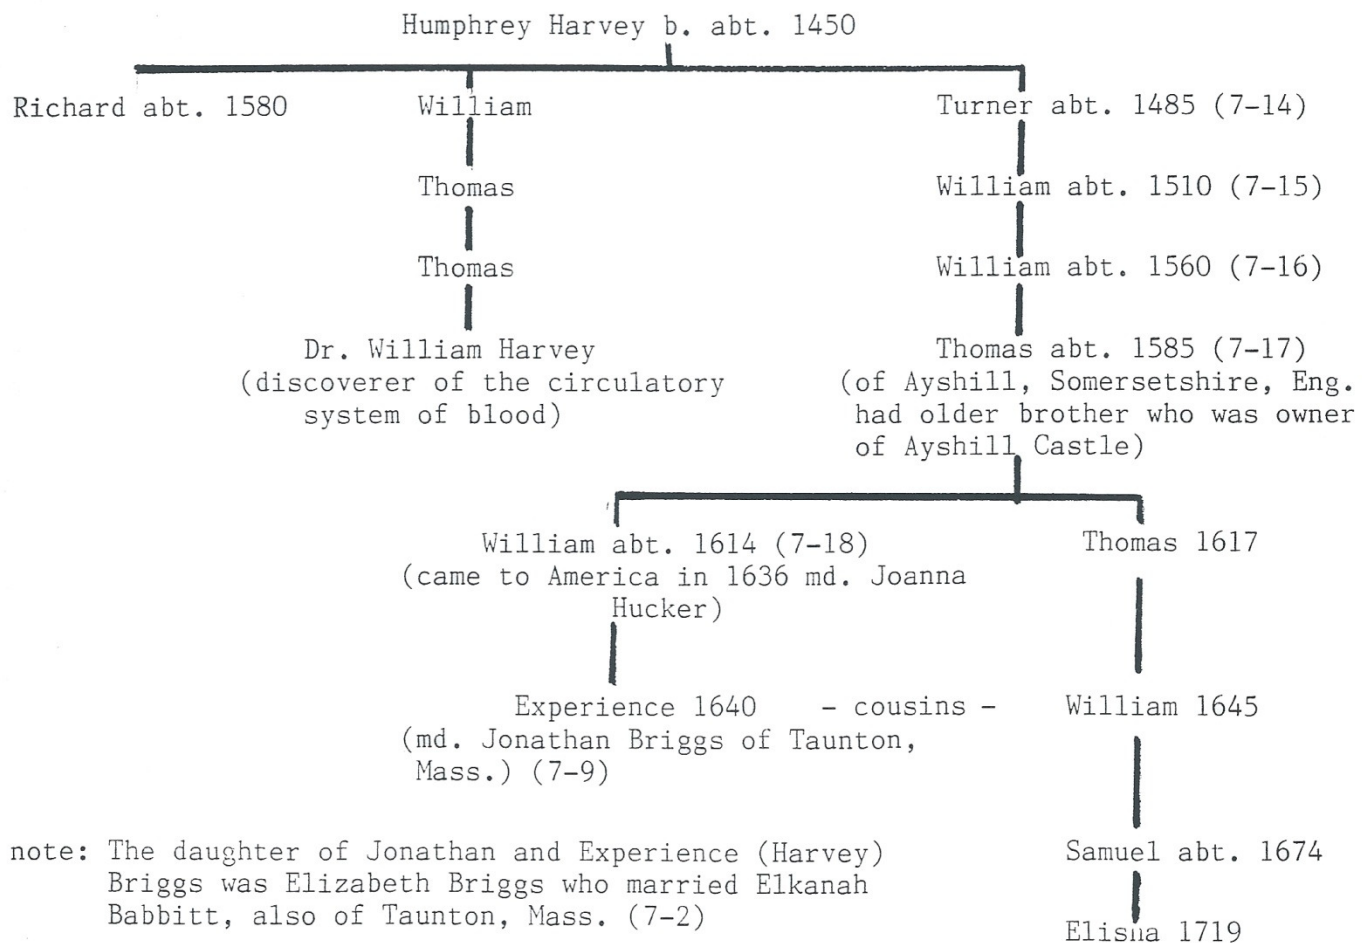 Humphrey Harvey b. abt. 1450
Richard abt. 1580 William Turner abt. 1485 (7-14)
Thomas William abt. 1510 (7-15)
Thomas William abt. 1560 (7-16)
Dr. William Harvey Thomas abt. 1585 (7-17)
(discoverer of the circulatory (of Ayshill, Somersetshire, Eng.
system of blood) had older brother who was owner
of Ayshill Castle)
William abt. 1614 (7-18) Thomas 1617
(came to America in 1636 md. Joanna
Hucker)
Experience 1640 - cousins - William 1645
(md. Jonathan Briggs of Taunton,
Mass.) (7-9)
note: The daughter of Jonathan and Experience (Harvey) Samuel abt. 1674
Briggs was Elizabeth Briggs who married Elkanah
Babbitt, also of Taunton, Mass. (7-2)
Elisha 1719